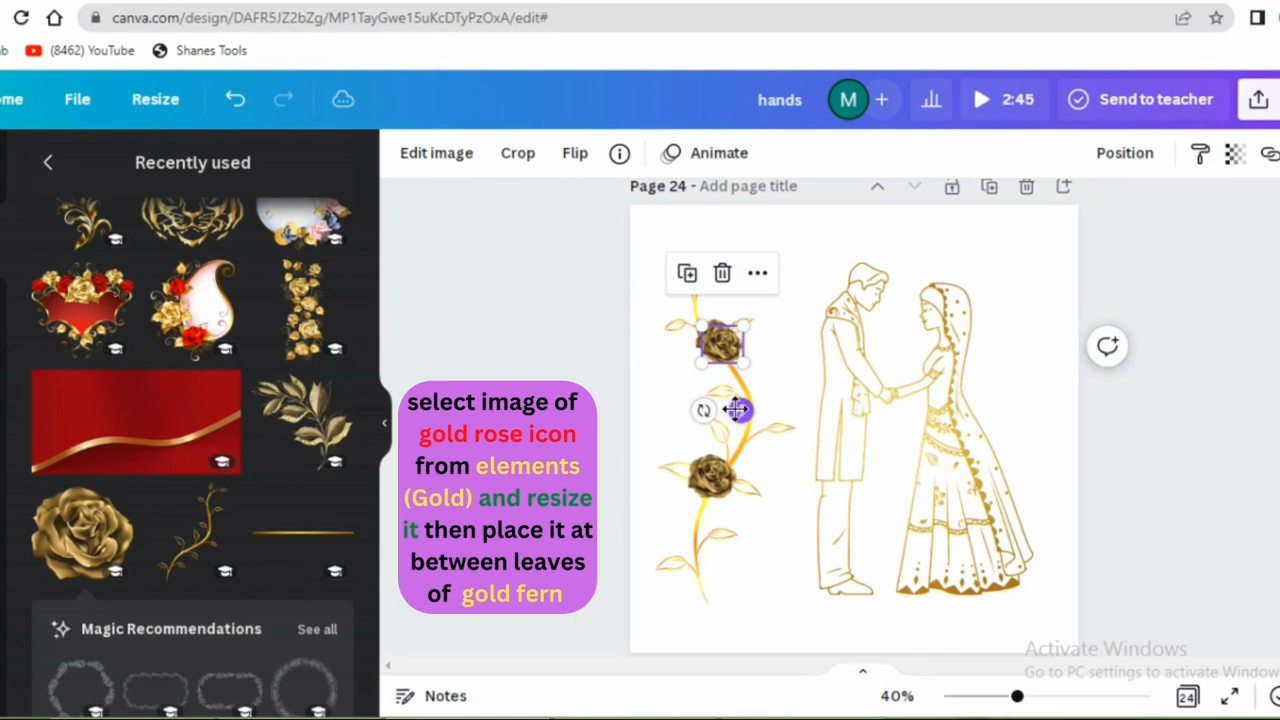 canva.com/design/DAFR5JZ2bZg/MP1TayGwe15uKcDTyPzOxA/edit#
(8462) YouTube
Shanes Tools
File
Resize
hands
M
2:45
Send to teacher
Recently used
Edit image
Crop
Flip
Animate
Position
Page 24 - Add page title
select image of
gold rose icon
from elements
(Gold) and resize
it then place it at
between leaves
of gold fern
Magic Recommendations
See all
Activate Windows
Go to PC settings to activate Window
Notes
40%
24